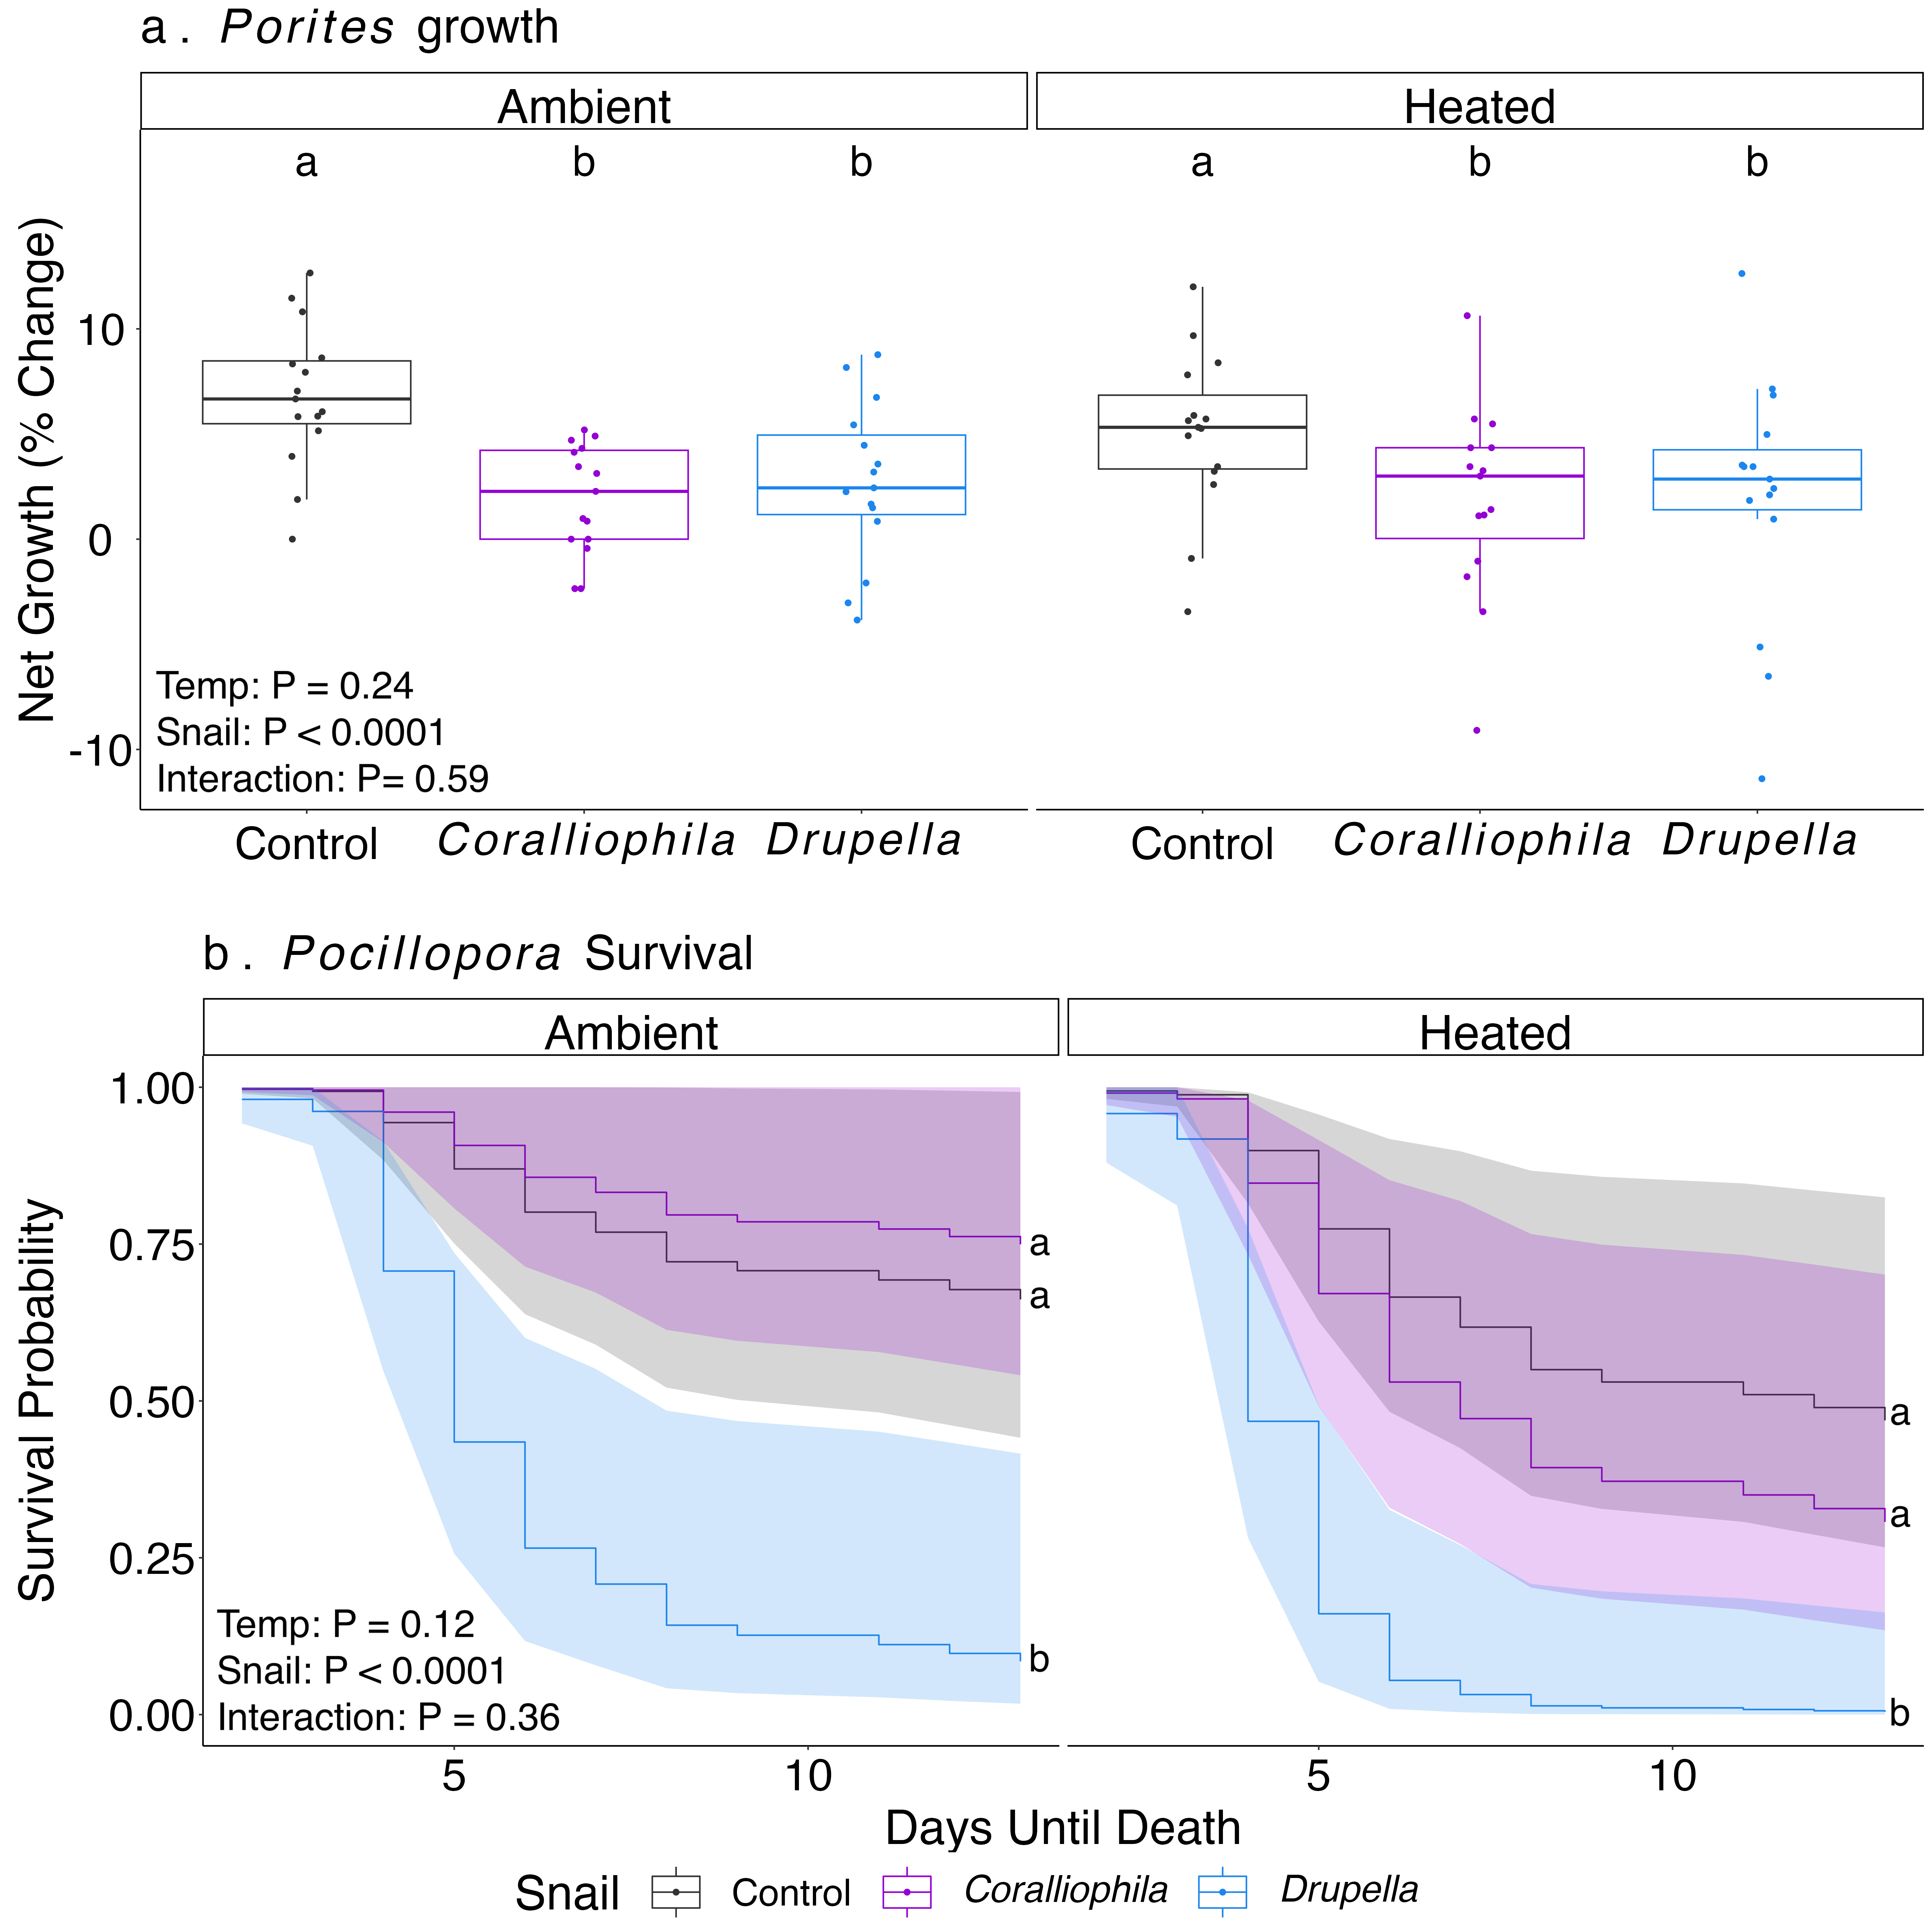 a . Porites growth
Ambient
Heated
a b b
a b b
Net Growth (% Change)
10
0
-10
Temp: P = 0.24
Snail: P < 0.0001
Interaction: P= 0.59
Control Coralliophila Drupella
Control Coralliophila Drupella
b . Pocillopora Survival
Ambient
Heated
Survival Probability
1.00
0.75
0.50
0.25
0.00
a
a
b
a
a
b
Temp: P = 0.12
Snail: P < 0.0001
Interaction: P = 0.36
5 10
5 10
Days Until Death
Snail Control Coralliophila Drupella